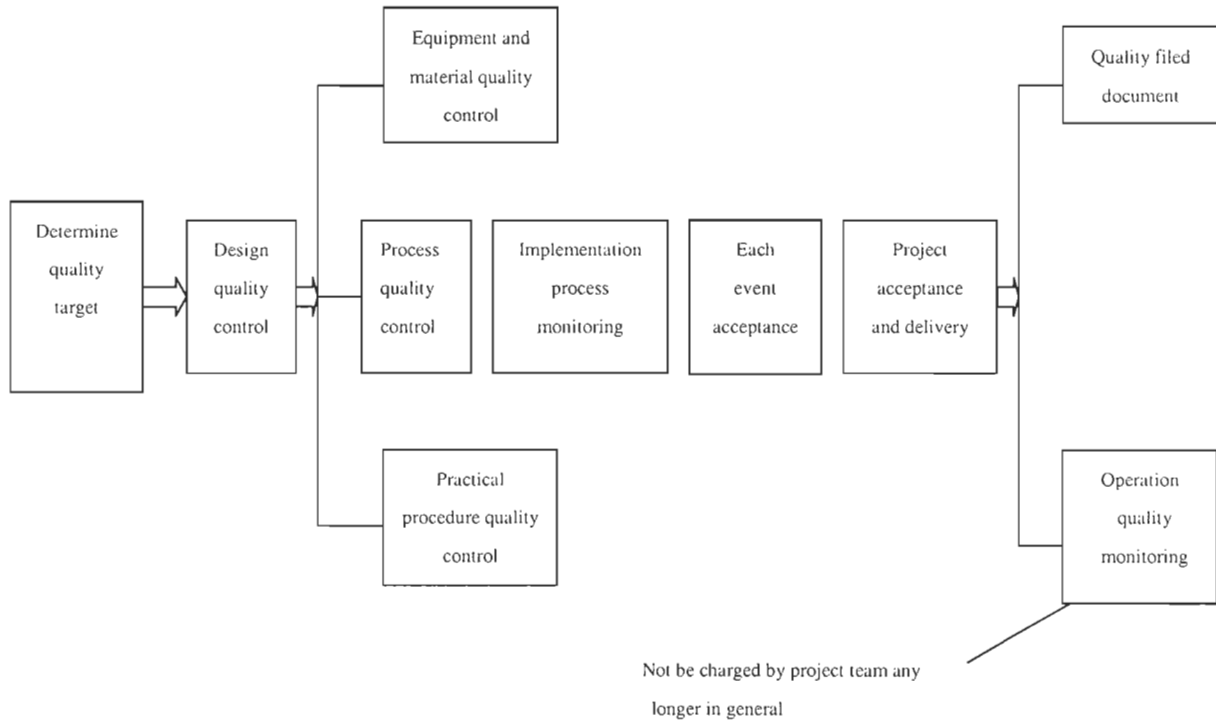 Equipment and
material quality
control
Quality filed
document
Determine
quality
target
Design
quality
control
Process
quality
control
Implementation
process
monitoring
Each
event
acceptance
Project
acceptance
and delivery
Practical
procedure quality
control
Operation
quality
monitoring
Not be charged by project team any
longer in general